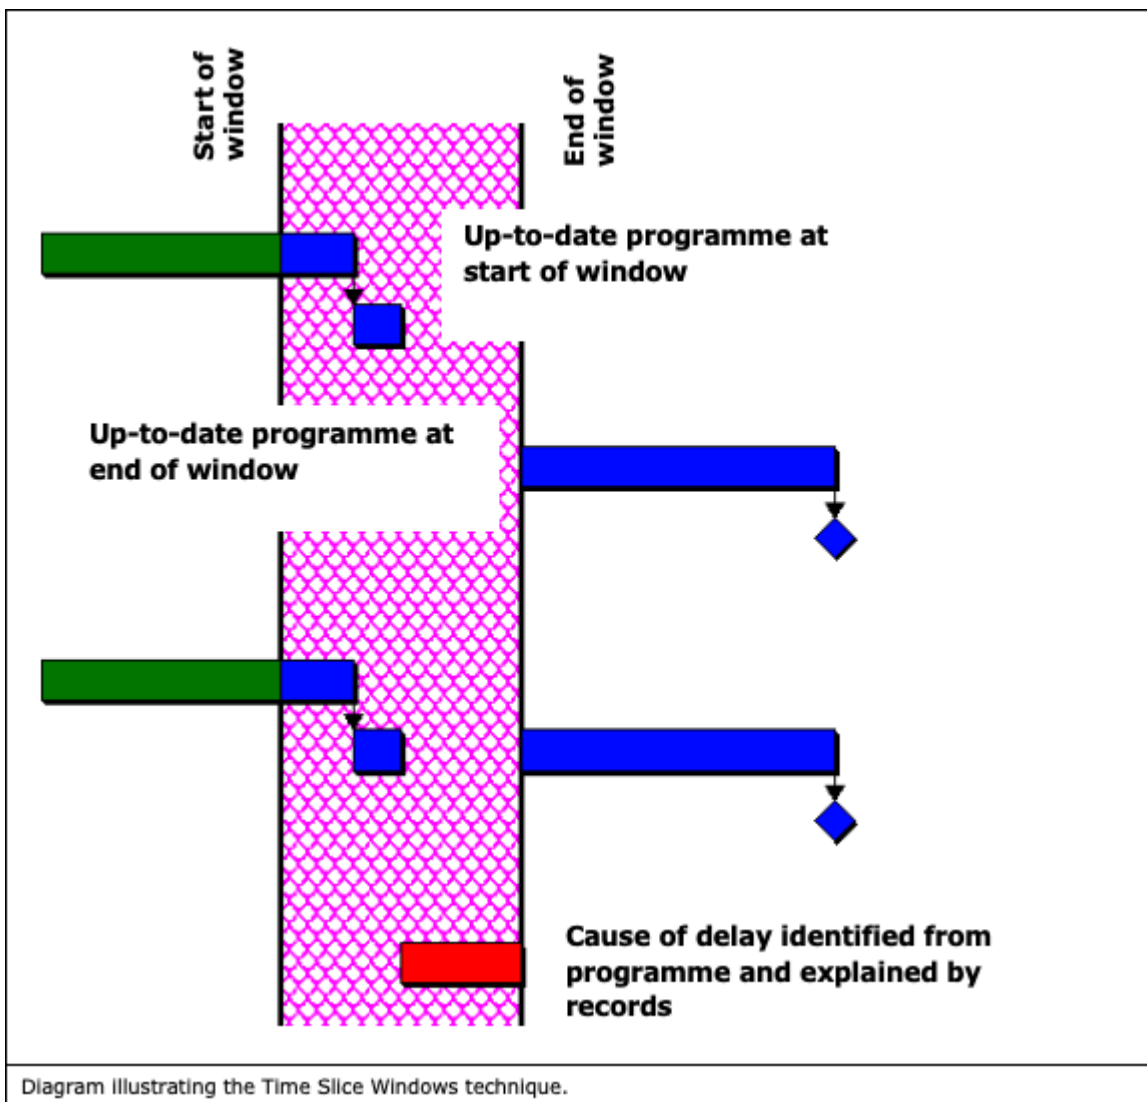 Start of
window
End of
window
Up-to-date programme at
start of window
Up-to-date programme at
end of window
Cause of delay identified from
programme and explained by
records
Diagram illustrating the Time Slice Windows technique.